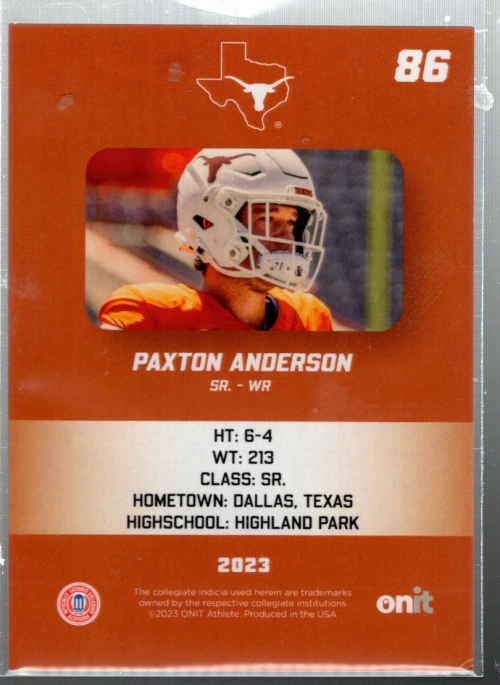 86
®
TEXAS
PAXTON ANDERSON
SR. - WR
HT: 6-4
WT: 213
CLASS: SR.
HOMETOWN: DALLAS, TEXAS
HIGHSCHOOL: HIGHLAND PARK
2023
The collegiate indicia used herein are trademarks
owned by the respective collegiate institutions
©2023 ONIT Athlete. Produced in the USA
onit